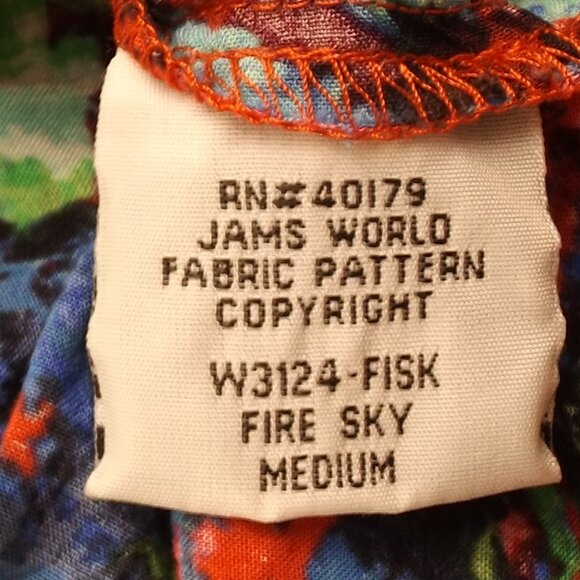 RN#40179
JAMS WORLD
FABRIC PATTERN
COPYRIGHT
W3124-FISK
FIRE SKY
MEDIUM